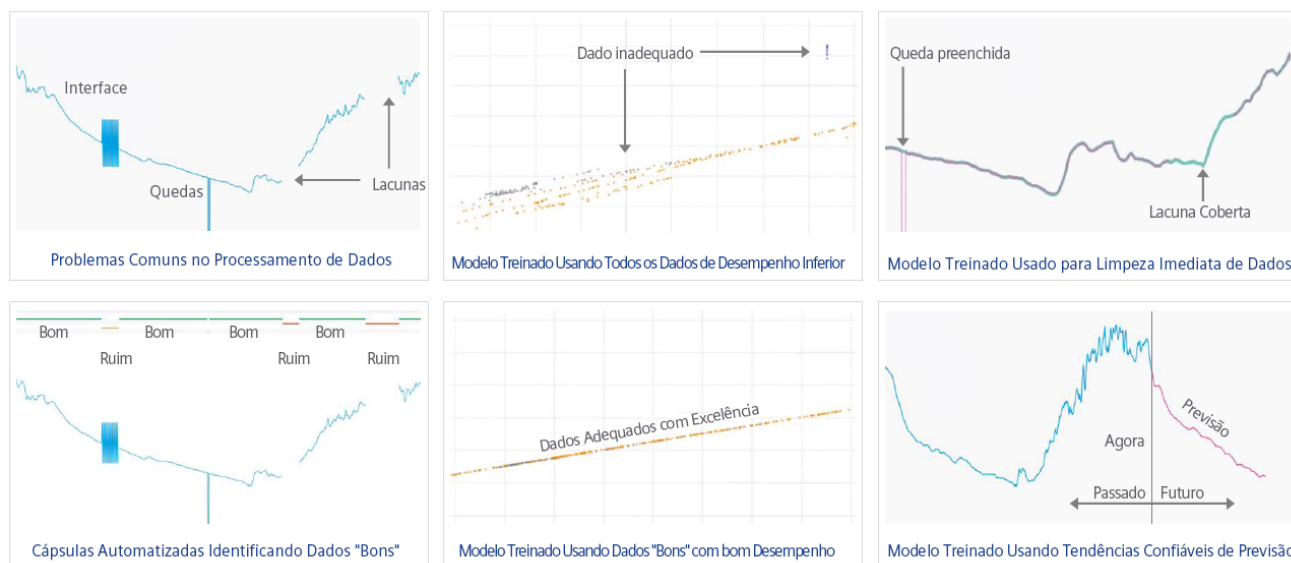 Interface
Quedas
Lacunas
Problemas Comuns no Processamento de Dados
Dado inadequado
Modelo Treinado Usando Todos os Dados de Desempenho Inferior
Queda preenchida
Lacuna Coberta
Modelo Treinado Usado para Limpeza Imediata de Dados
Bom Bom Bom Bom
Ruim Ruim Ruim
Cápsulas Automatizadas Identificando Dados "Bons"
Dados Adequados com Excelência
Modelo Treinado Usando Dados "Bons" com bom Desempenho
Previsão
Agora
Passado Futuro
Modelo Treinado Usando Tendências Confiáveis de Previsão